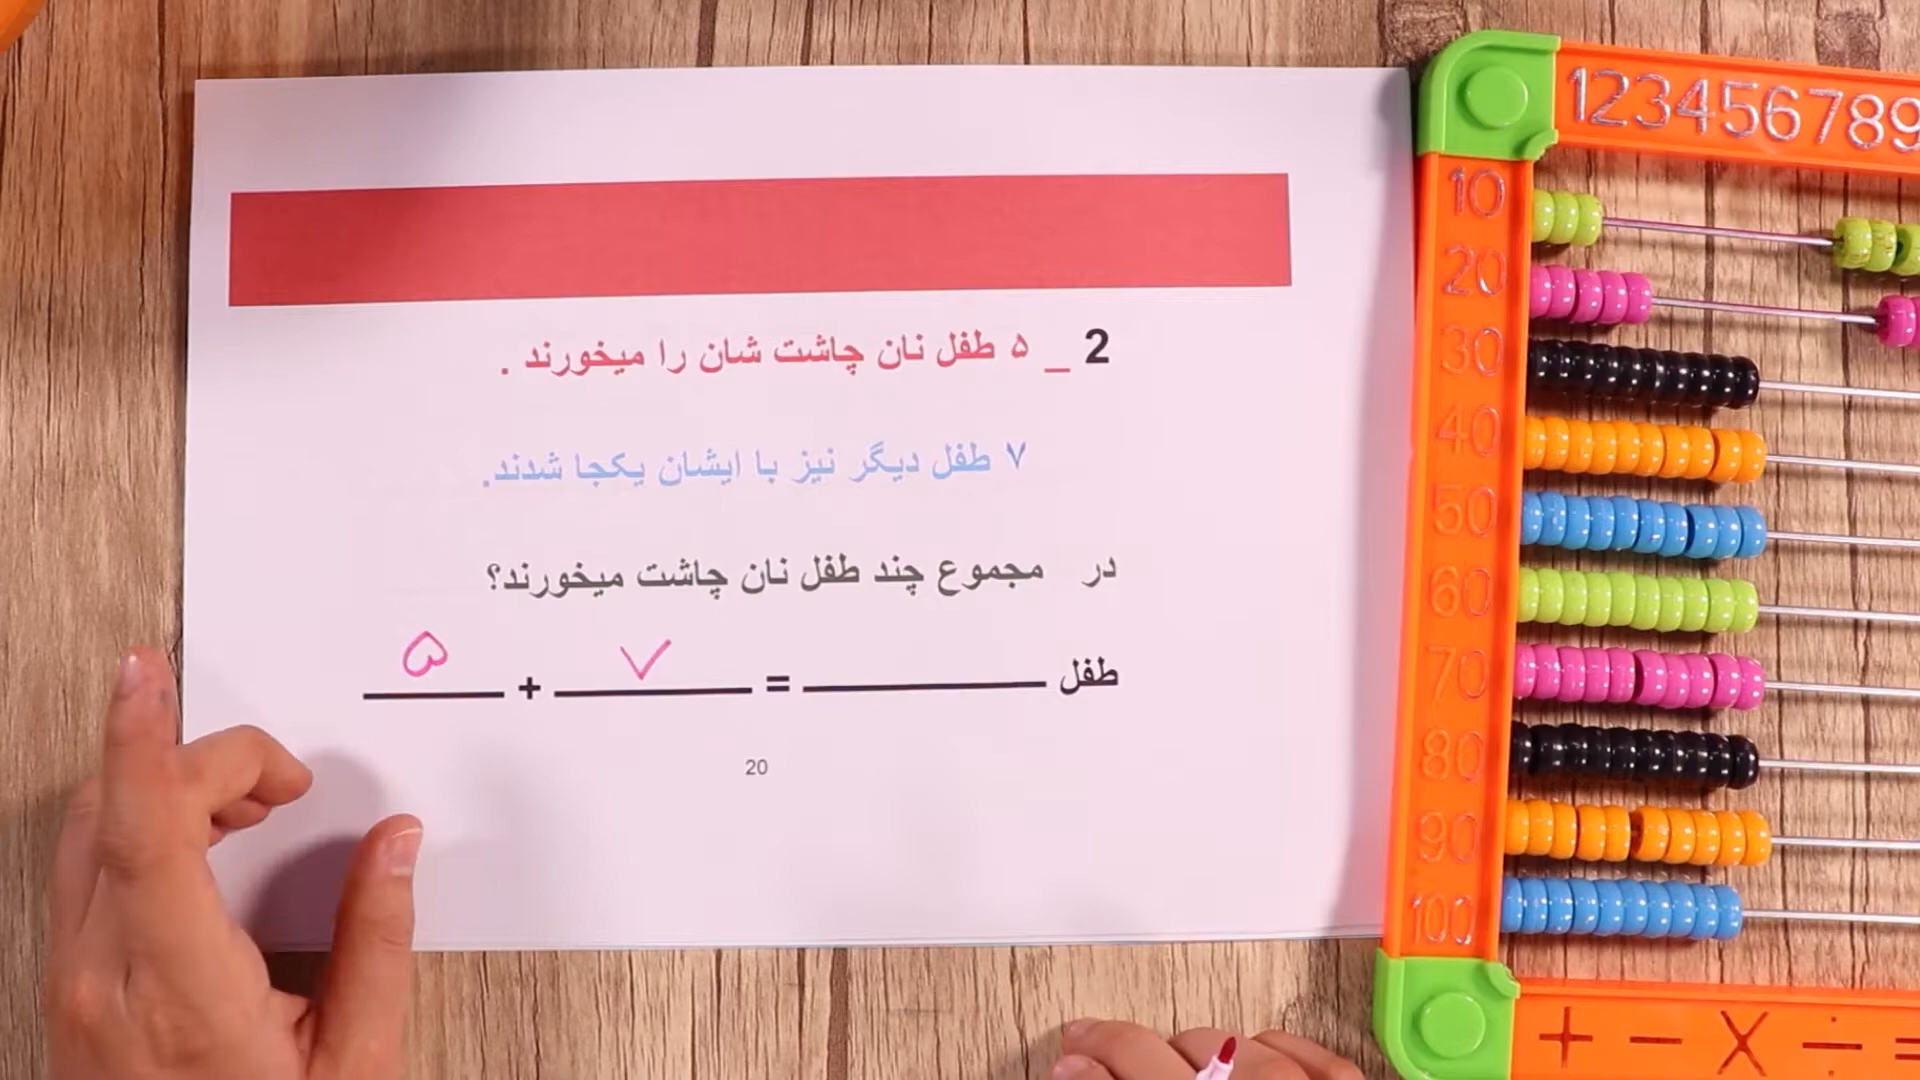 2 _ ۵ طفل نان چاشت شان را میخورند .
۷ طفل دیگر نیز با ایشان یکجا شدند.
در مجموع چند طفل نان چاشت میخورند؟
۵ + ۷ = ______ طفل
20
123456789
10
20
30
40
50
60
70
80
90
100
+ − × ÷ =